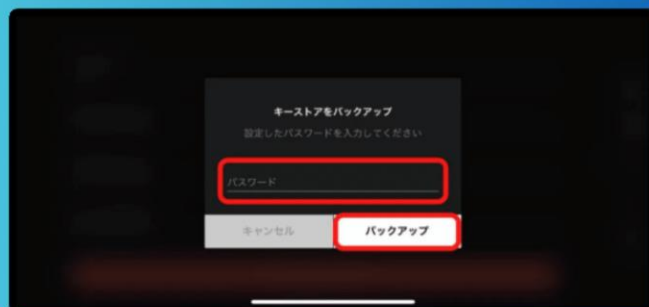 キーストアをバックアップ
設定したパスワードを入力してください
パスワード
キャンセル
バックアップ